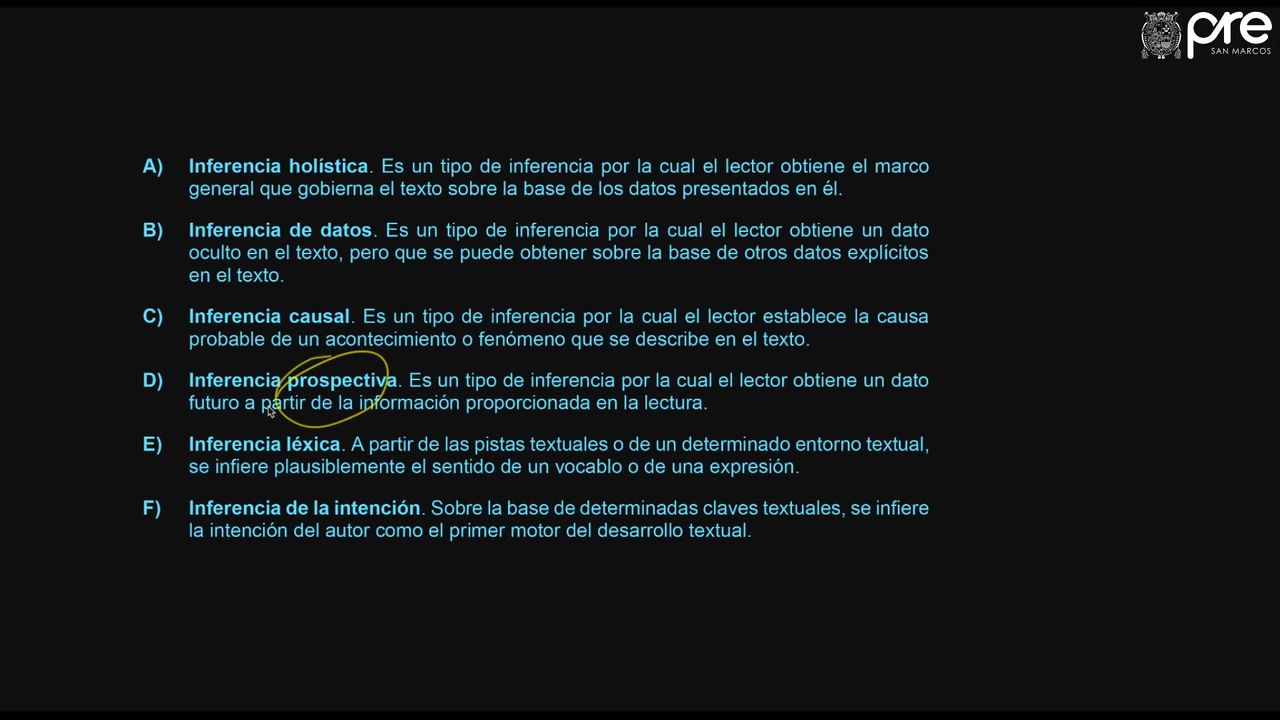 pre
SAN MARCOS
A) Inferencia holística. Es un tipo de inferencia por la cual el lector obtiene el marco
general que gobierna el texto sobre la base de los datos presentados en él.
B) Inferencia de datos. Es un tipo de inferencia por la cual el lector obtiene un dato
oculto en el texto, pero que se puede obtener sobre la base de otros datos explícitos
en el texto.
C) Inferencia causal. Es un tipo de inferencia por la cual el lector establece la causa
probable de un acontecimiento o fenómeno que se describe en el texto.
D) Inferencia prospectiva. Es un tipo de inferencia por la cual el lector obtiene un dato
futuro a partir de la información proporcionada en la lectura.
E) Inferencia léxica. A partir de las pistas textuales o de un determinado entorno textual,
se infiere plausiblemente el sentido de un vocablo o de una expresión.
F) Inferencia de la intención. Sobre la base de determinadas claves textuales, se infiere
la intención del autor como el primer motor del desarrollo textual.